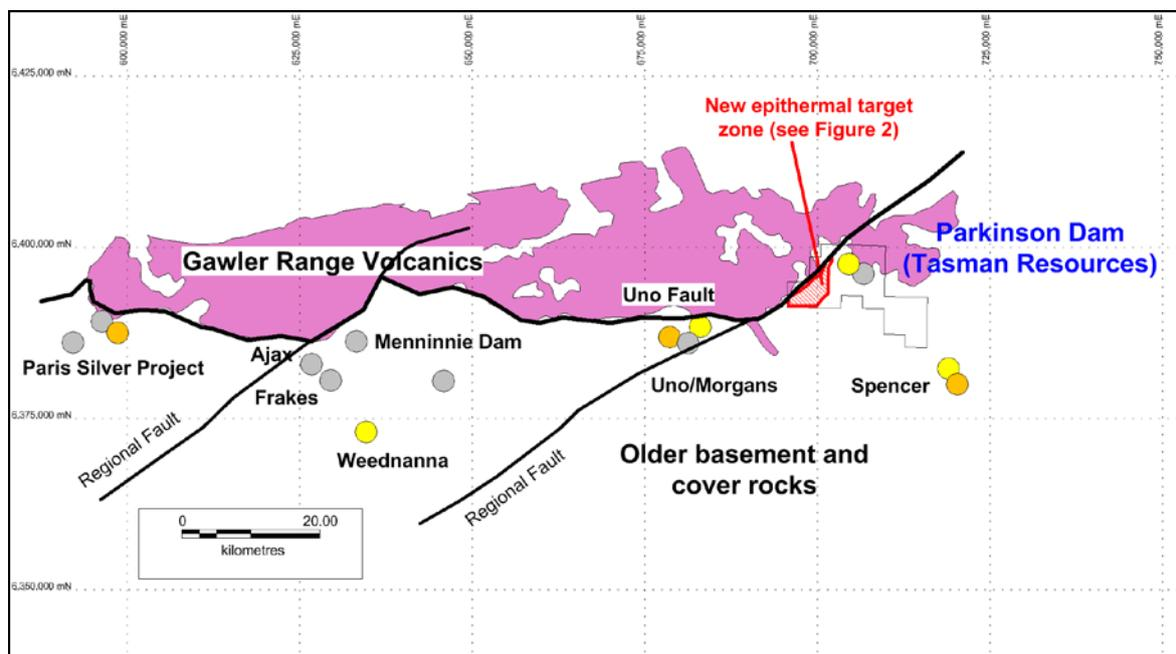 600,000 mE
625,000 mE
650,000 mE
675,000 mE
700,000 mE
725,000 mE
750,000 mE
6,425,000 mN
New epithermal target
zone (see Figure 2)
6,400,000 mN
Gawler Range Volcanics
Parkinson Dam
(Tasman Resources)
Uno Fault
Ajax
Menninnie Dam
Paris Silver Project
Frakes
Uno/Morgans
Spencer
6,375,000 mN
Regional Fault
Weednanna
Older basement and
cover rocks
Regional Fault
0 20.00
kilometres
6,350,000 mN